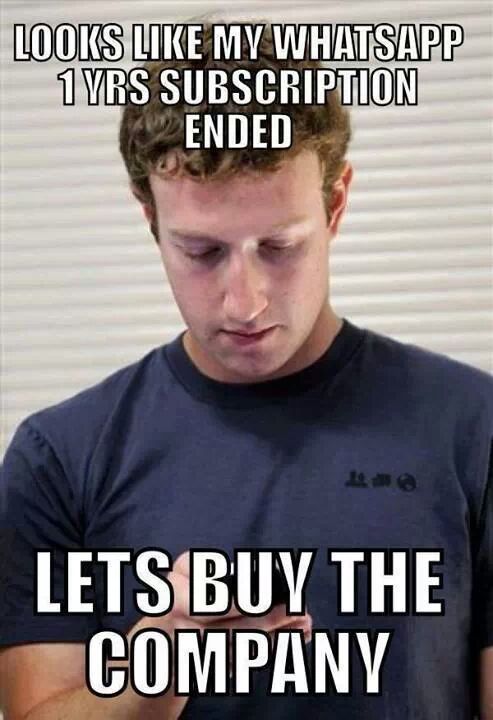 LOOKS LIKE MY WHATSAPP
1 YRS SUBSCRIPTION
ENDED
LETS BUY THE
COMPANY